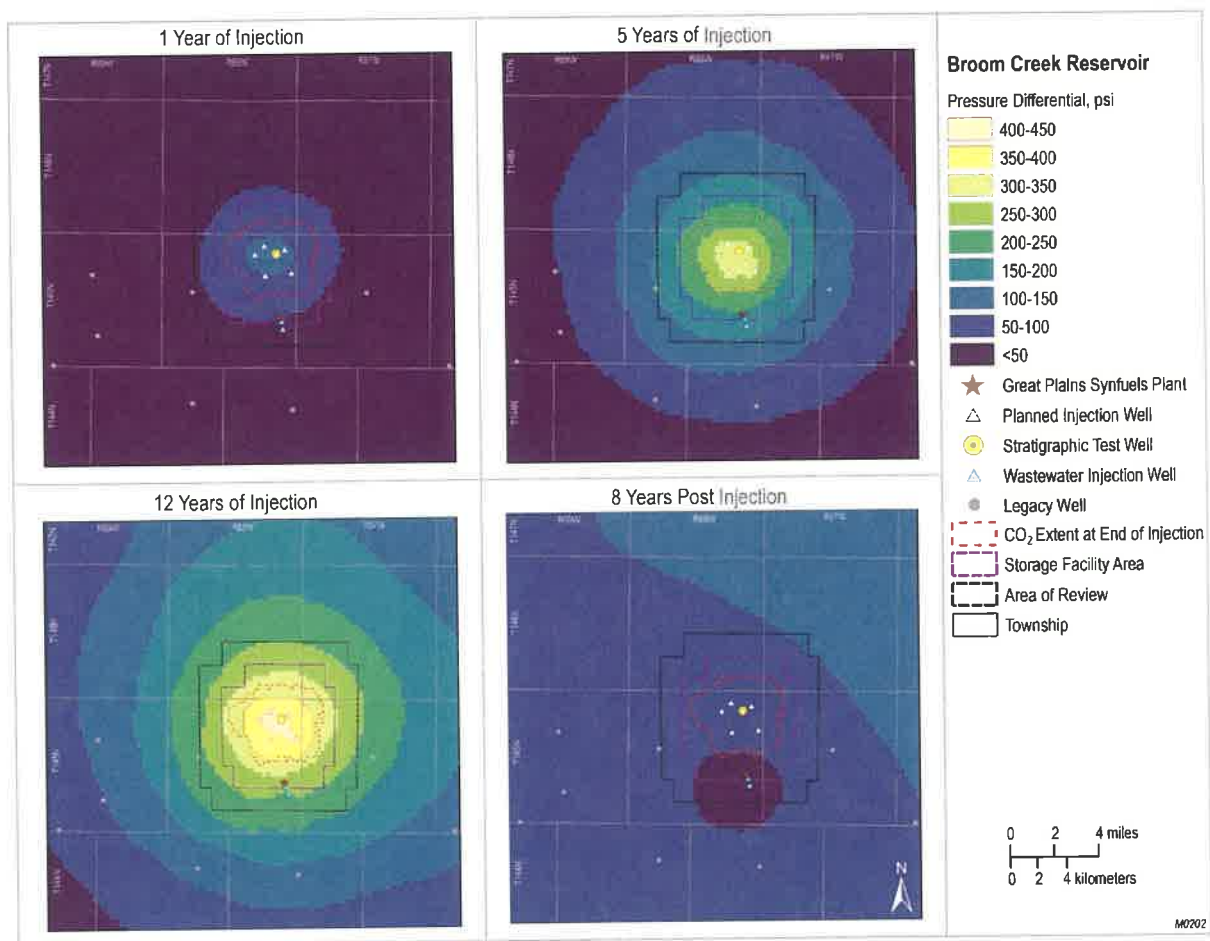 1 Year of Injection
5 Years of Injection
12 Years of Injection
8 Years Post Injection
Broom Creek Reservoir
Pressure Differential, psi
400-450
350-400
300-350
250-300
200-250
150-200
100-150
50-100
<50
Great Plains Synfuels Plant
Planned Injection Well
Stratigraphic Test Well
Wastewater Injection Well
Legacy Well
CO₂ Extent at End of Injection
Storage Facility Area
Area of Review
Township
0 2 4 miles
0 2 4 kilometers
N
M0202